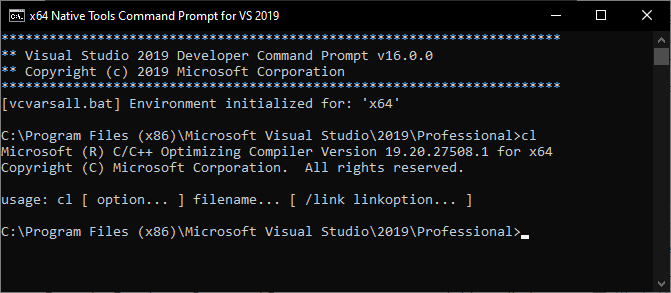 x64 Native Tools Command Prompt for VS 2019
**********************************************************************
** Visual Studio 2019 Developer Command Prompt v16.0.0
** Copyright (c) 2019 Microsoft Corporation
**********************************************************************
[vcvarsall.bat] Environment initialized for: 'x64'
C:\Program Files (x86)\Microsoft Visual Studio\2019\Professional>cl
Microsoft (R) C/C++ Optimizing Compiler Version 19.20.27508.1 for x64
Copyright (C) Microsoft Corporation.  All rights reserved.
usage: cl [ option... ] filename... [ /link linkoption... ]
C:\Program Files (x86)\Microsoft Visual Studio\2019\Professional>